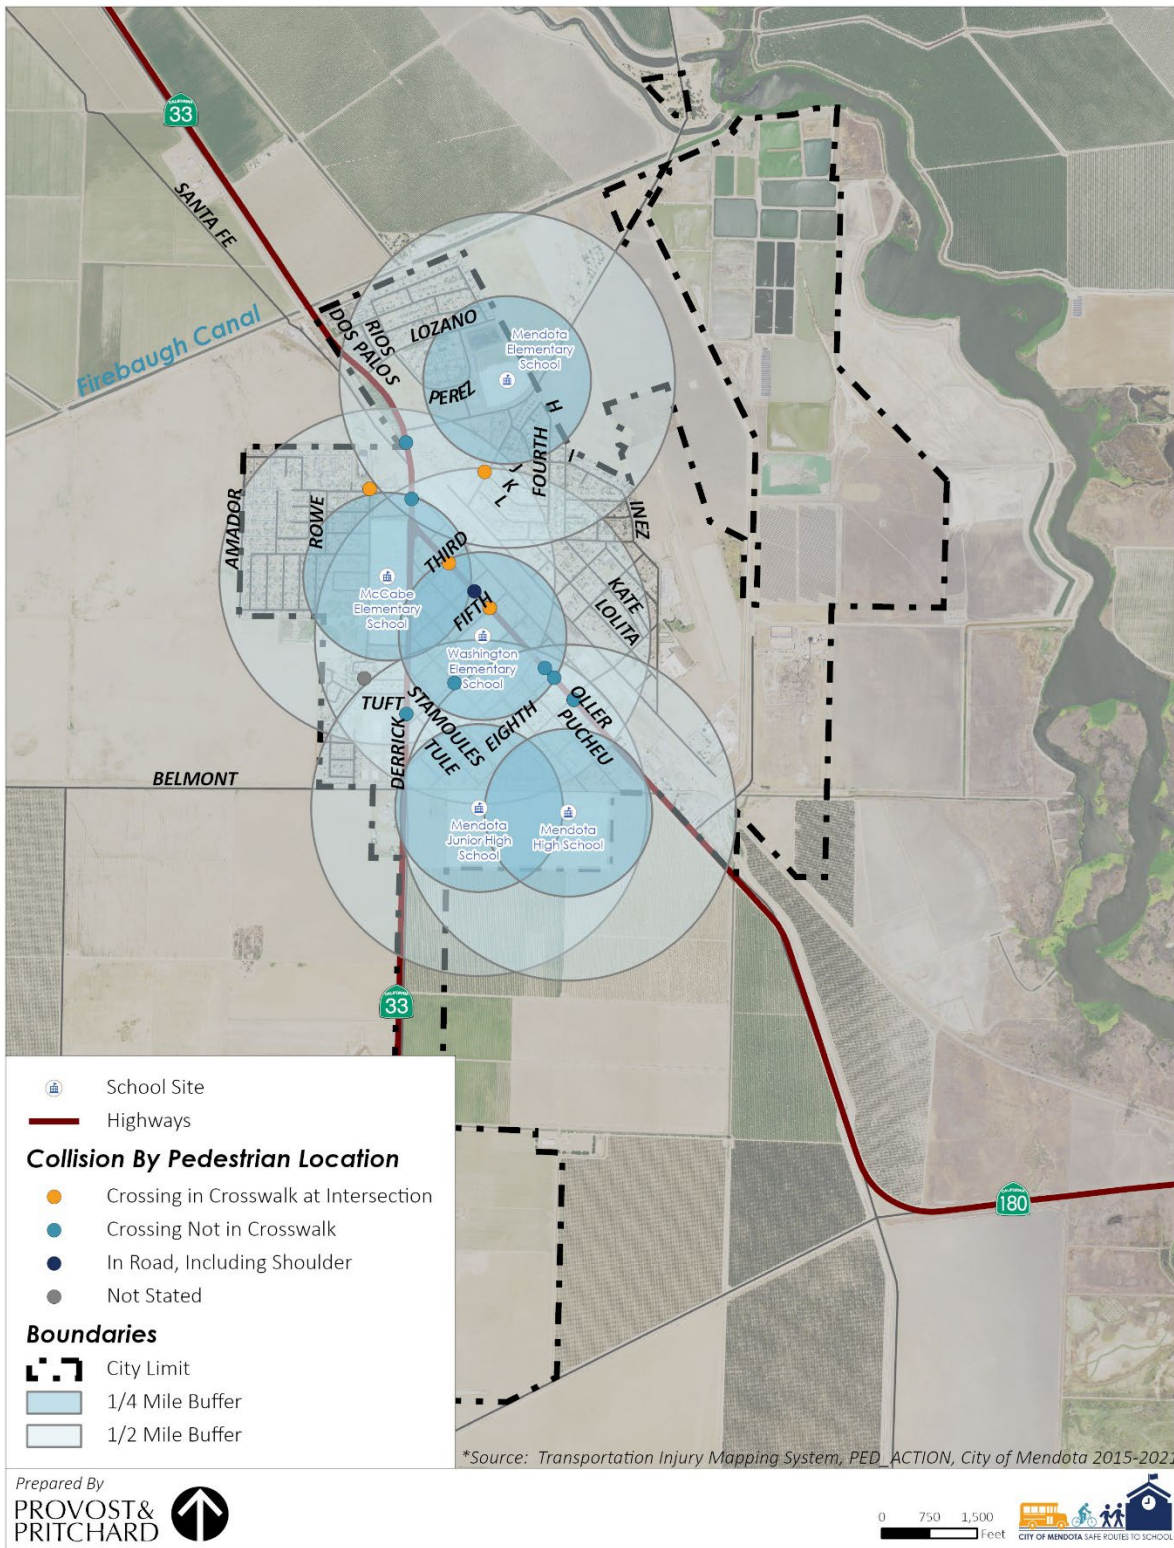 CALIFORNIA
33
SANTA FE
Firebaugh Canal
RIOS
DOS PALOS
LOZANO
Mendota
Elementary
School
PEREZ
H
FOURTH
I
J
K
L
INEZ
AMADOR
ROWE
THIRD
McCabe
Elementary
School
FIFTH
KATE
LOLITA
Washington
Elementary
School
TUFT
STAMOULES
TULE
EIGHTH
OLLER
PUCHEU
DERRICK
BELMONT
Mendota
Junior High
School
Mendota
High School
CALIFORNIA
33
CALIFORNIA
180
School Site
Highways
Collision By Pedestrian Location
Crossing in Crosswalk at Intersection
Crossing Not in Crosswalk
In Road, Including Shoulder
Not Stated
Boundaries
City Limit
1/4 Mile Buffer
1/2 Mile Buffer
*Source: Transportation Injury Mapping System, PED_ACTION, City of Mendota 2015-2021
Prepared By
PROVOST&
PRITCHARD
0 750 1,500
Feet
CITY OF MENDOTA SAFE ROUTES TO SCHOOL